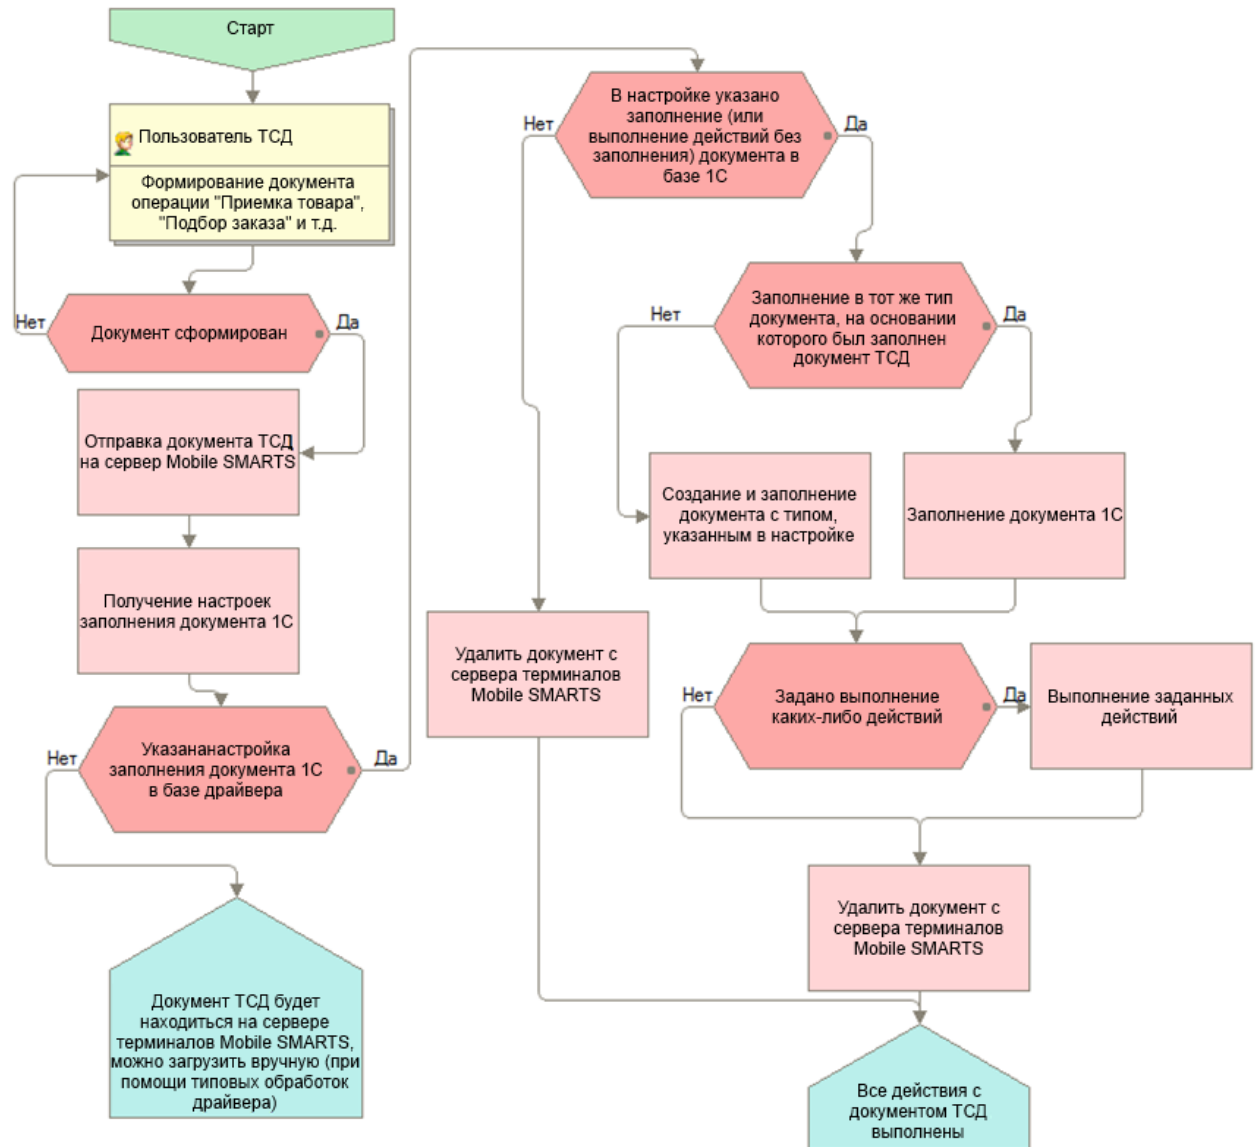 Старт
Пользователь ТСД
Формирование документа
операции "Приемка товара",
"Подбор заказа" и т.д.
Нет
Документ сформирован
Да
Отправка документа ТСД
на сервер Mobile SMARTS
Получение настроек
заполнения документа 1С
Нет
Указананастройка
заполнения документа 1С
в базе драйвера
Да
Документ ТСД будет
находиться на сервере
терминалов Mobile SMARTS,
можно загрузить вручную (при
помощи типовых обработок
драйвера)
Нет
В настройке указано
заполнение (или
выполнение действий без
заполнения) документа в
базе 1С
Да
Нет
Заполнение в тот же тип
документа, на основании
которого был заполнен
документ ТСД
Да
Создание и заполнение
документа с типом,
указанным в настройке
Заполнение документа 1С
Удалить документ с
сервера терминалов
Mobile SMARTS
Нет
Задано выполнение
каких-либо действий
Да
Выполнение заданных
действий
Удалить документ с
сервера терминалов
Mobile SMARTS
Все действия с
документом ТСД
выполнены